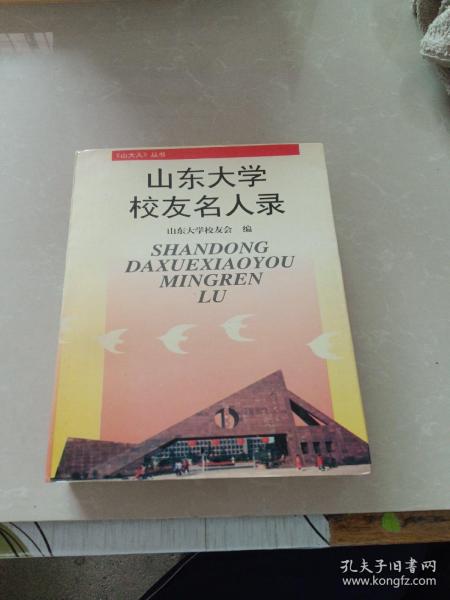 《山大人》丛书
山东大学
校友名人录
山东大学校友会 编
SHANDONG
DAXUEXIAOYOU
MINGREN
LU
孔夫子旧书网
www.kongfz.com